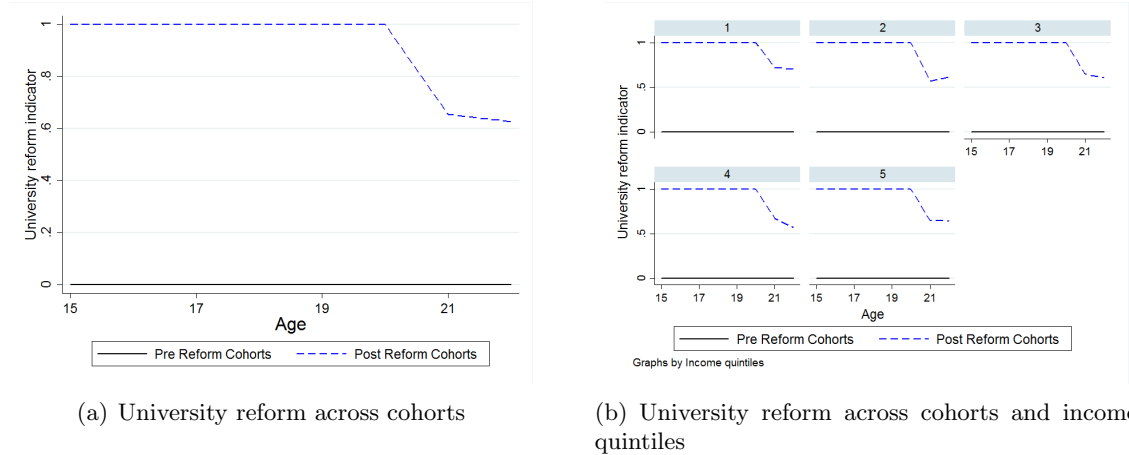 University reform indicator
1
.8
.6
.4
.2
0
15 17 19 21
Age
Pre Reform Cohorts Post Reform Cohorts
(a) University reform across cohorts
University reform indicator
1 2 3
1
.5
0
15 17 19 21
University reform indicator
4 5
1
.5
0
15 17 19 21 15 17 19 21
Age
Pre Reform Cohorts Post Reform Cohorts
Graphs by Income quintiles
(b) University reform across cohorts and income
quintiles